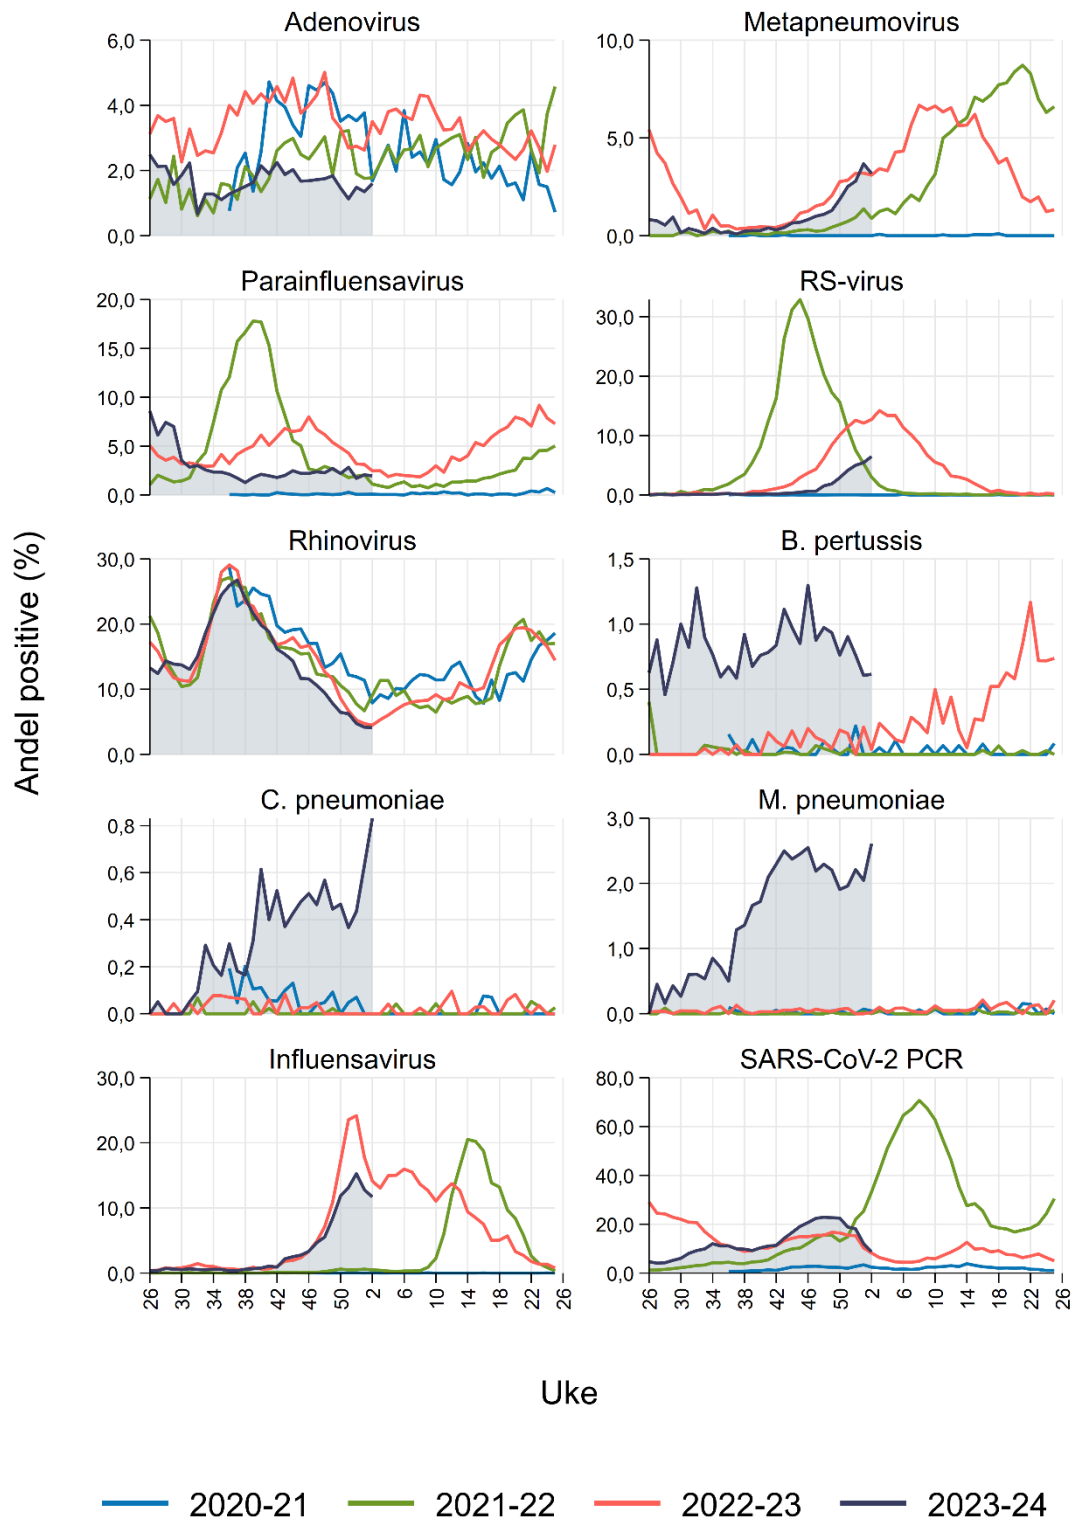 Adenovirus
Metapneumovirus
6,0
4,0
2,0
0,0
10,0
5,0
0,0
Parainfluensavirus
RS-virus
20,0
15,0
10,0
5,0
0,0
30,0
20,0
10,0
0,0
Rhinovirus
B. pertussis
30,0
20,0
10,0
0,0
1,5
1,0
0,5
0,0
C. pneumoniae
M. pneumoniae
0,8
0,6
0,4
0,2
0,0
3,0
2,0
1,0
0,0
Influensavirus
SARS-CoV-2 PCR
30,0
20,0
10,0
0,0
80,0
60,0
40,0
20,0
0,0
26 30 34 38 42 46 50 2 6 10 14 18 22 26
26 30 34 38 42 46 50 2 6 10 14 18 22 26
Andel positive (%)
Uke
2020-21 2021-22 2022-23 2023-24